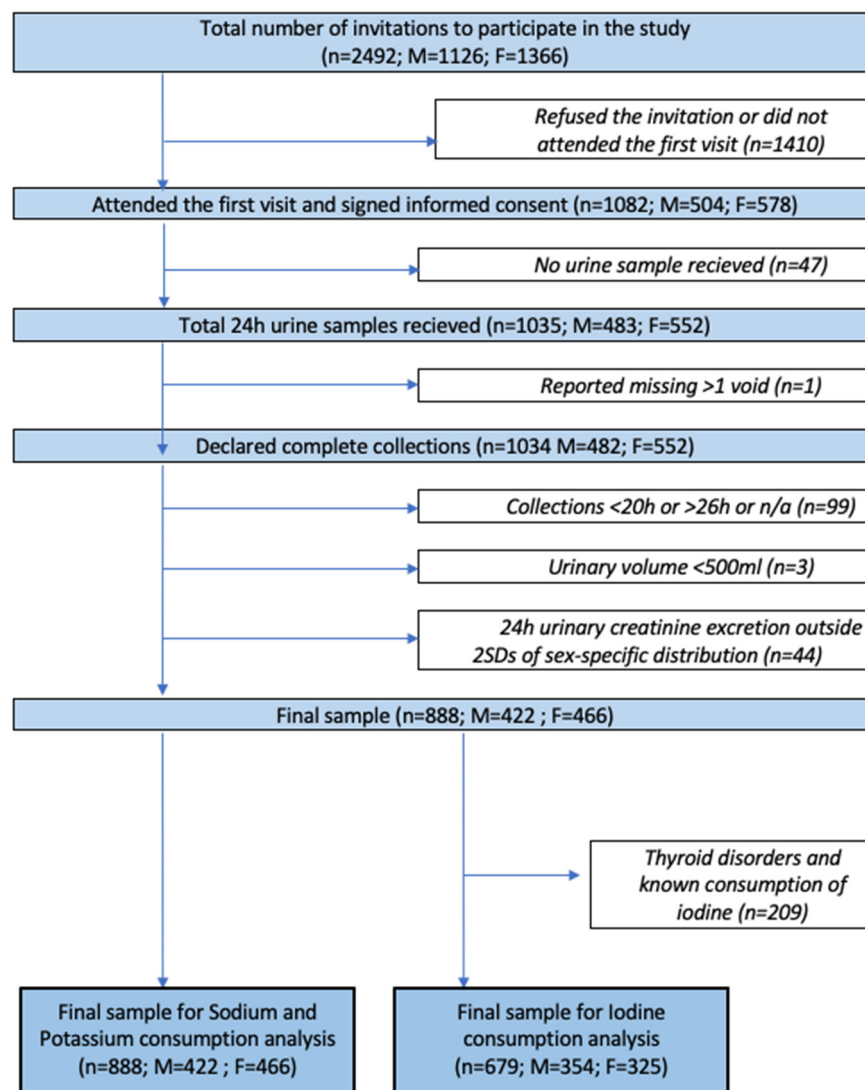 Total number of invitations to participate in the study
(n=2492; M=1126; F=1366)
Refused the invitation or did not
attended the first visit (n=1410)
Attended the first visit and signed informed consent (n=1082; M=504; F=578)
No urine sample recieved (n=47)
Total 24h urine samples recieved (n=1035; M=483; F=552)
Reported missing >1 void (n=1)
Declared complete collections (n=1034 M=482; F=552)
Collections <20h or >26h or n/a (n=99)
Urinary volume <500ml (n=3)
24h urinary creatinine excretion outside
2SDs of sex-specific distribution (n=44)
Final sample (n=888; M=422 ; F=466)
Thyroid disorders and
known consumption of
iodine (n=209)
Final sample for Sodium and
Potassium consumption analysis
(n=888; M=422 ; F=466)
Final sample for Iodine
consumption analysis
(n=679; M=354; F=325)